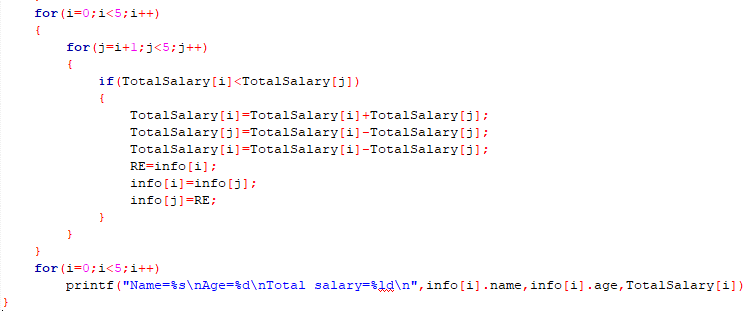 for(i=0;i<5;i++)
{
for(j=i+1;j<5;j++)
{
if(TotalSalary[i]<TotalSalary[j])
{
TotalSalary[i]=TotalSalary[i]+TotalSalary[j];
TotalSalary[j]=TotalSalary[i]-TotalSalary[j];
TotalSalary[i]=TotalSalary[i]-TotalSalary[j];
RE=info[i];
info[i]=info[j];
info[j]=RE;
}
}
}
for(i=0;i<5;i++)
printf("Name=%s\nAge=%d\nTotal salary=%ld\n",info[i].name,info[i].age,TotalSalary[i])
}